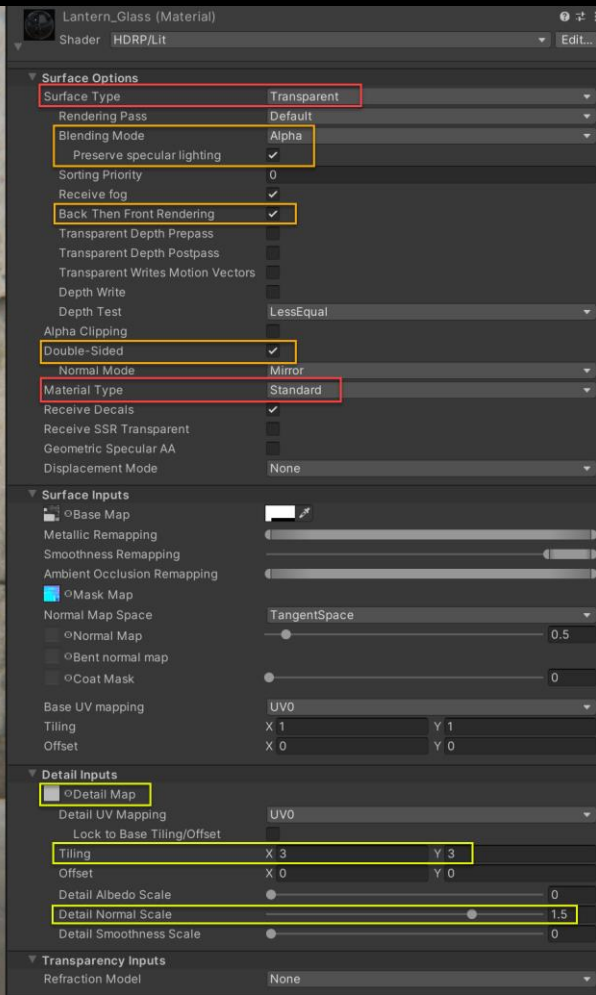 Lantern_Glass (Material)
Shader HDRP/Lit Edit...
Surface Options
Surface Type Transparent
Rendering Pass Default
Blending Mode Alpha
Preserve specular lighting
Sorting Priority 0
Receive fog
Back Then Front Rendering
Transparent Depth Prepass
Transparent Depth Postpass
Transparent Writes Motion Vectors
Depth Write
Depth Test LessEqual
Alpha Clipping
Double-Sided
Normal Mode Mirror
Material Type Standard
Receive Decals
Receive SSR Transparent
Geometric Specular AA
Displacement Mode None
Surface Inputs
Base Map
Metallic Remapping
Smoothness Remapping
Ambient Occlusion Remapping
Mask Map
Normal Map Space TangentSpace
Normal Map 0.5
Bent normal map
Coat Mask 0
Base UV mapping UV0
Tiling X 1 Y 1
Offset X 0 Y 0
Detail Inputs
Detail Map
Detail UV Mapping UV0
Lock to Base Tiling/Offset
Tiling X 3 Y 3
Offset X 0 Y 0
Detail Albedo Scale 0
Detail Normal Scale 1.5
Detail Smoothness Scale 0
Transparency Inputs
Refraction Model None